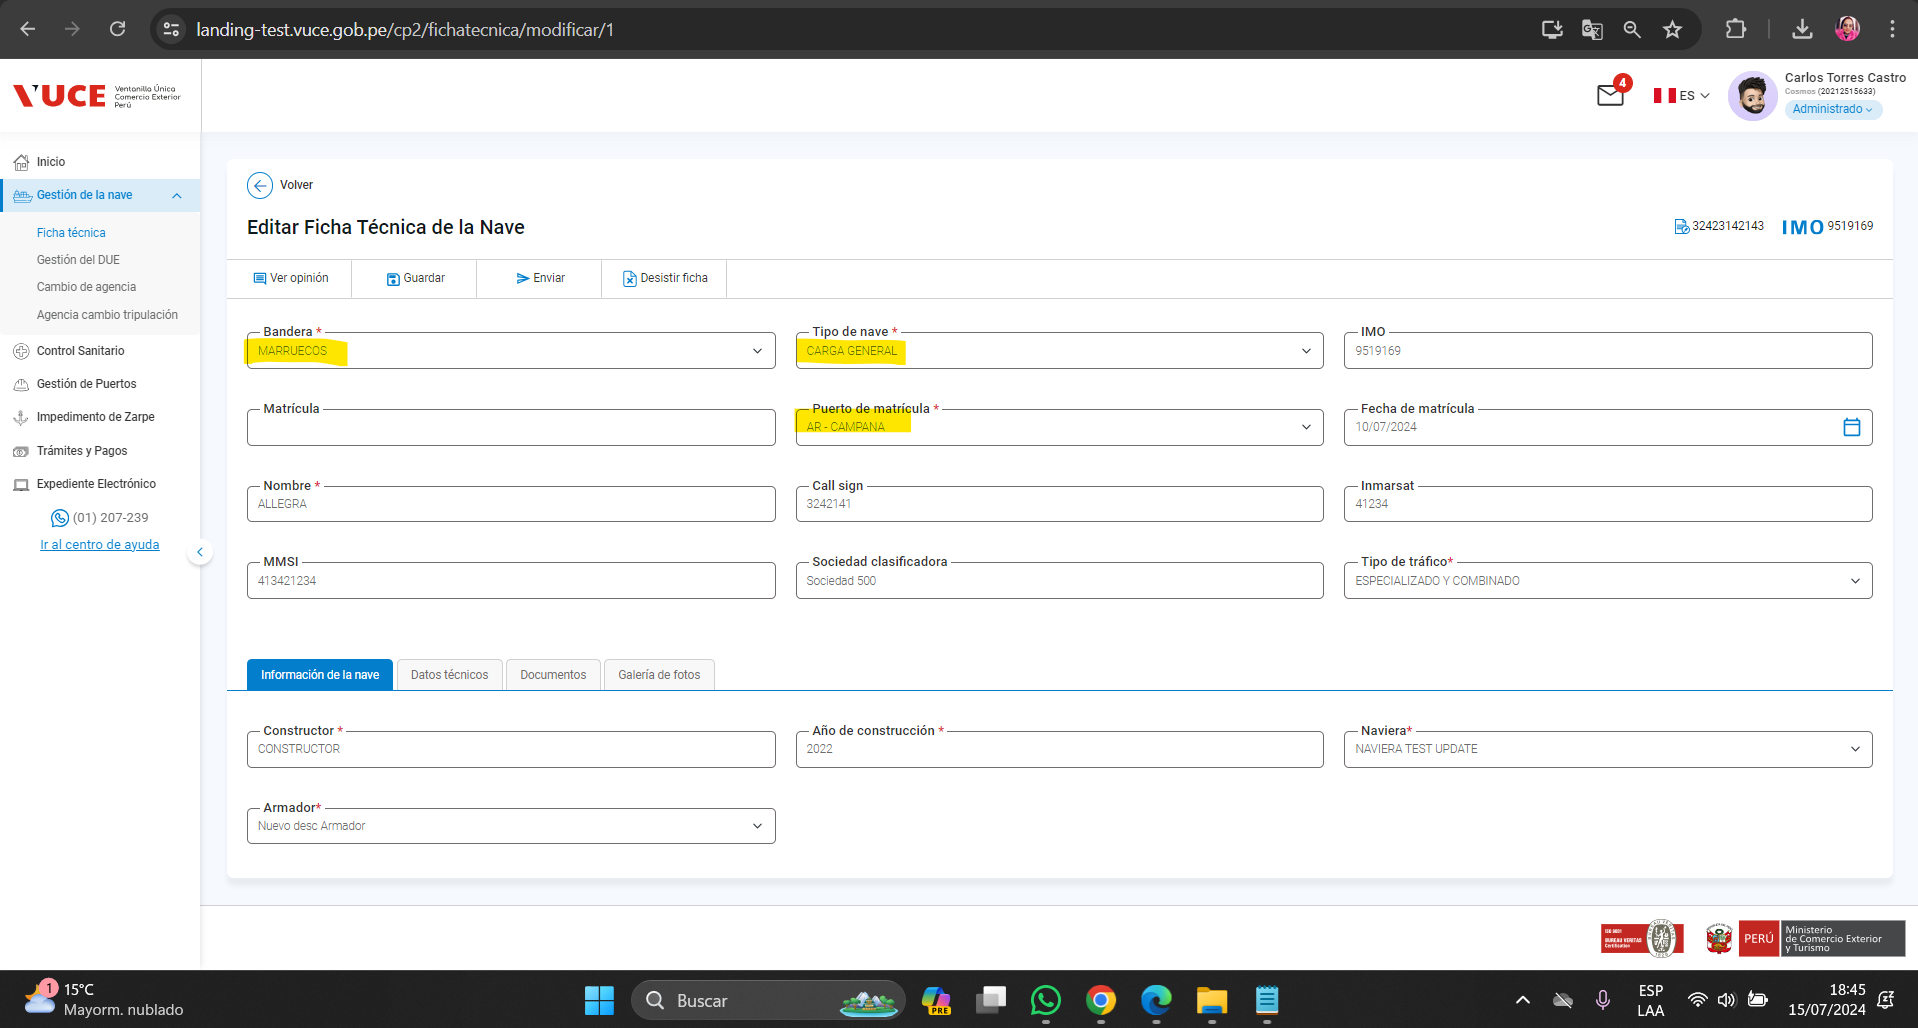 landing-test.vuce.gob.pe/cp2/fichatecnica/modificar/1
VUCE
Ventanilla Única
Comercio Exterior
Perú
4
ES
Carlos Torres Castro
Cosmos (20212515633)
Administrado
Inicio
Gestión de la nave
Ficha técnica
Gestión del DUE
Cambio de agencia
Agencia cambio tripulación
Control Sanitario
Gestión de Puertos
Impedimento de Zarpe
Trámites y Pagos
Expediente Electrónico
(01) 207-239
Ir al centro de ayuda
Volver
Editar Ficha Técnica de la Nave
32423142143
IMO 9519169
Ver opinión
Guardar
Enviar
Desistir ficha
Bandera *
MARRUECOS
Tipo de nave *
CARGA GENERAL
IMO
9519169
Matrícula
Puerto de matrícula *
AR - CAMPANA
Fecha de matrícula
10/07/2024
Nombre *
ALLEGRA
Call sign
3242141
Inmarsat
41234
MMSI
413421234
Sociedad clasificadora
Sociedad 500
Tipo de tráfico*
ESPECIALIZADO Y COMBINADO
Información de la nave
Datos técnicos
Documentos
Galería de fotos
Constructor *
CONSTRUCTOR
Año de construcción *
2022
Naviera*
NAVIERA TEST UPDATE
Armador*
Nuevo desc Armador
ISO 9001
BUREAU VERITAS
Certification
PERÚ
Ministerio
de Comercio Exterior
y Turismo
1
15°C
Mayorm. nublado
Buscar
PRE
ESP
LAA
18:45
15/07/2024